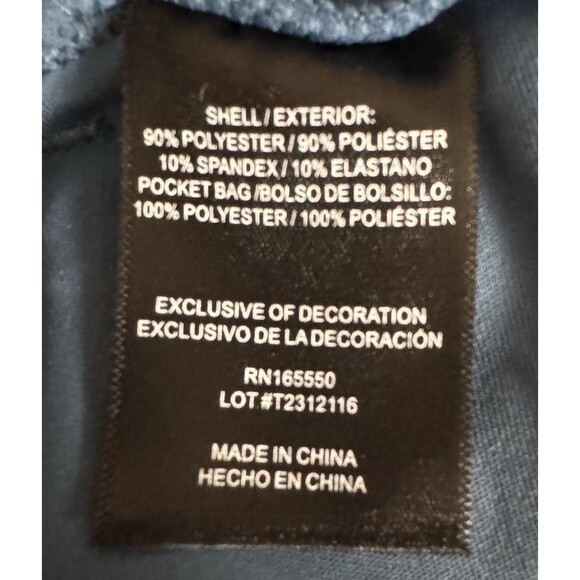 SHELL/EXTERIOR:
90% POLYESTER/90% POLIÉSTER
10% SPANDEX/10% ELASTANO
POCKET BAG/BOLSO DE BOLSILLO:
100% POLYESTER/100% POLIÉSTER
EXCLUSIVE OF DECORATION
EXCLUSIVO DE LA DECORACIÓN
RN165550
LOT #T2312116
MADE IN CHINA
HECHO EN CHINA